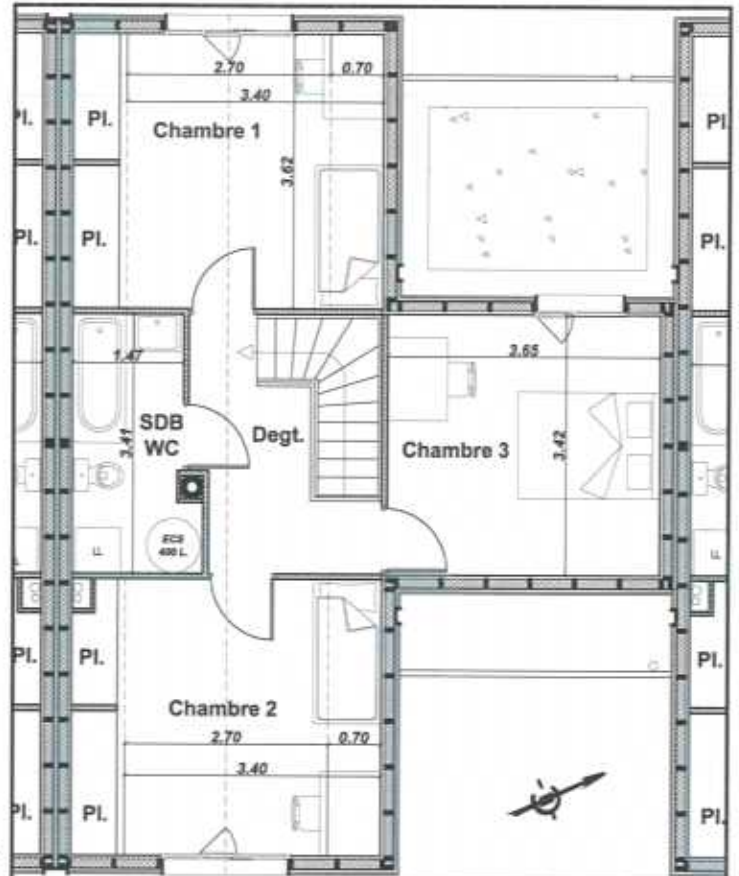 2.70
0.70
3.40
Pl.
Pl.
Pl.
Chambre 1
3.62
Pl.
Pl.
Pl.
1.47
3.65
SDB
WC
Degt.
3.41
Chambre 3
3.42
ECS
400 L.
F
F
Pl.
Pl.
Pl.
Chambre 2
2.70
0.70
3.40
Pl.
Pl.
Pl.